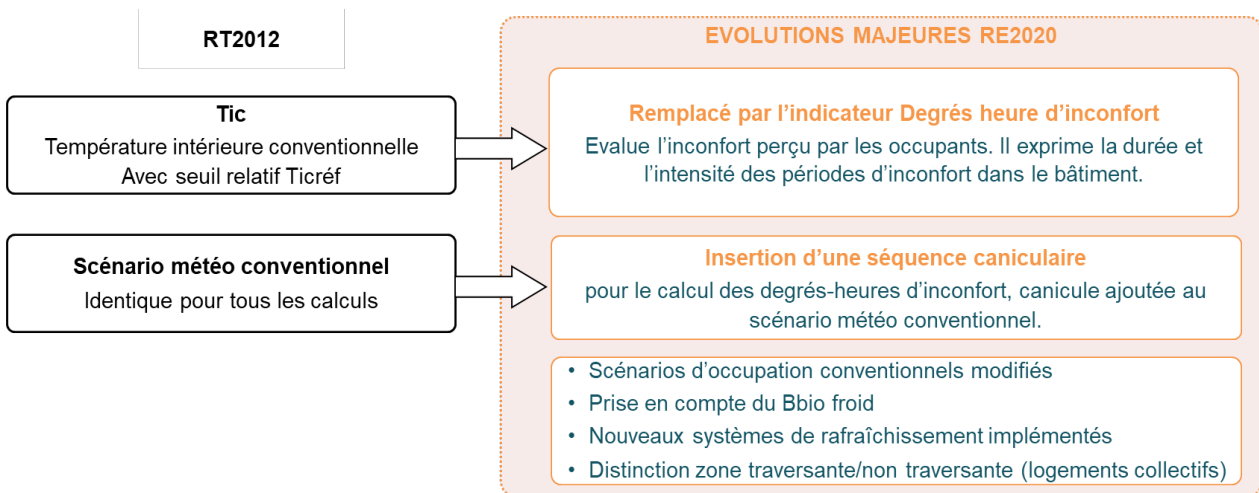 RT2012
EVOLUTIONS MAJEURES RE2020
Tic
Température intérieure conventionnelle
Avec seuil relatif Ticréf
Remplacé par l'indicateur Degrés heure d'inconfort
Evalue l'inconfort perçu par les occupants. Il exprime la durée et
l'intensité des périodes d'inconfort dans le bâtiment.
Scénario météo conventionnel
Identique pour tous les calculs
Insertion d'une séquence caniculaire
pour le calcul des degrés-heures d'inconfort, canicule ajoutée au
scénario météo conventionnel.
• Scénarios d'occupation conventionnels modifiés
• Prise en compte du Bbio froid
• Nouveaux systèmes de rafraîchissement implémentés
• Distinction zone traversante/non traversante (logements collectifs)